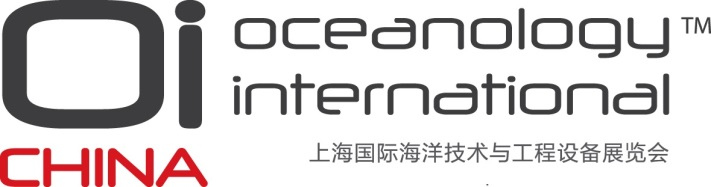 Oi
CHINA
oceanology™
international
上海国际海洋技术与工程设备展览会